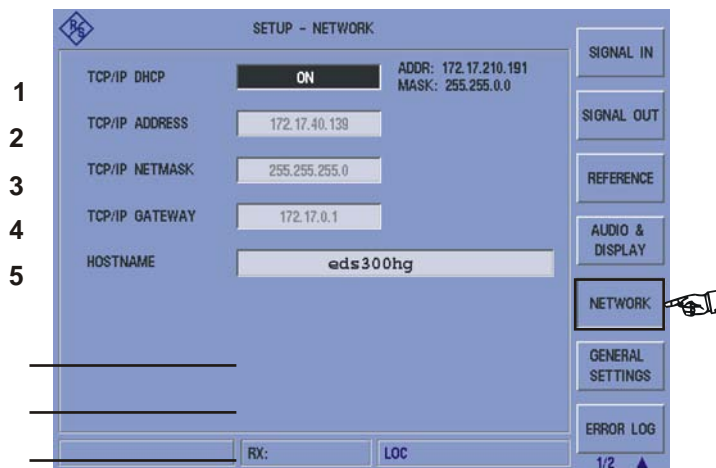 R&S
SETUP - NETWORK
1 TCP/IP DHCP ON ADDR: 172.17.210.191
MASK: 255.255.0.0
2 TCP/IP ADDRESS 172.17.40.139
3 TCP/IP NETMASK 255.255.255.0
4 TCP/IP GATEWAY 172.17.0.1
5 HOSTNAME eds300hg
RX: LOC
SIGNAL IN
SIGNAL OUT
REFERENCE
AUDIO &
DISPLAY
NETWORK
GENERAL
SETTINGS
ERROR LOG
1/2